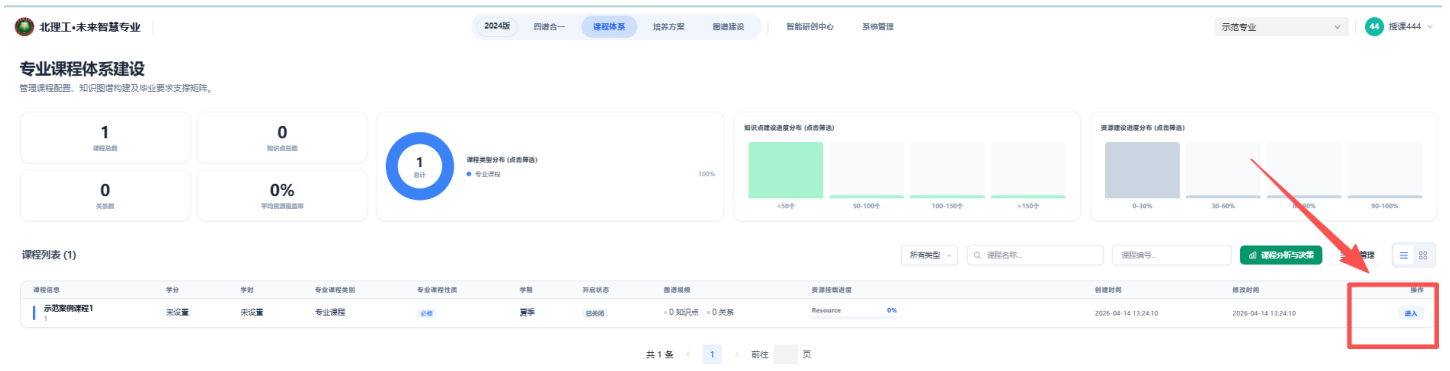 北理工•未来智慧专业
2024版 四谱合一 课程体系 培养方案 图谱建设 智能研创中心 系统管理
示范专业
44 授课444
专业课程体系建设
管理课程配置、知识图谱构建及毕业要求支撑矩阵。
1
课程总数
0
知识点总数
0
关系数
0%
平均资源覆盖率
1
总计
课程类型分布 (点击筛选)
专业课程 100%
知识点建设进度分布 (点击筛选)
<50个 50-100个 100-150个 >150个
资源建设进度分布 (点击筛选)
0-30% 30-60% 90-100%
课程列表 (1)
所有类型 课程名称... 课程编号... 课程分析与决策 管理
课程信息 学分 学时 专业课程类别 专业课程性质 学期 开启状态 图谱规模 资源挂载进度 创建时间 修改时间 操作
示范案例课程1 未设置 未设置 专业课程 必修 夏季 已关闭 0 知识点 0 关系 Resource 0% 2026-04-14 13:24:10 2026-04-14 13:24:10 进入
1
共 1 条 1 前往 页